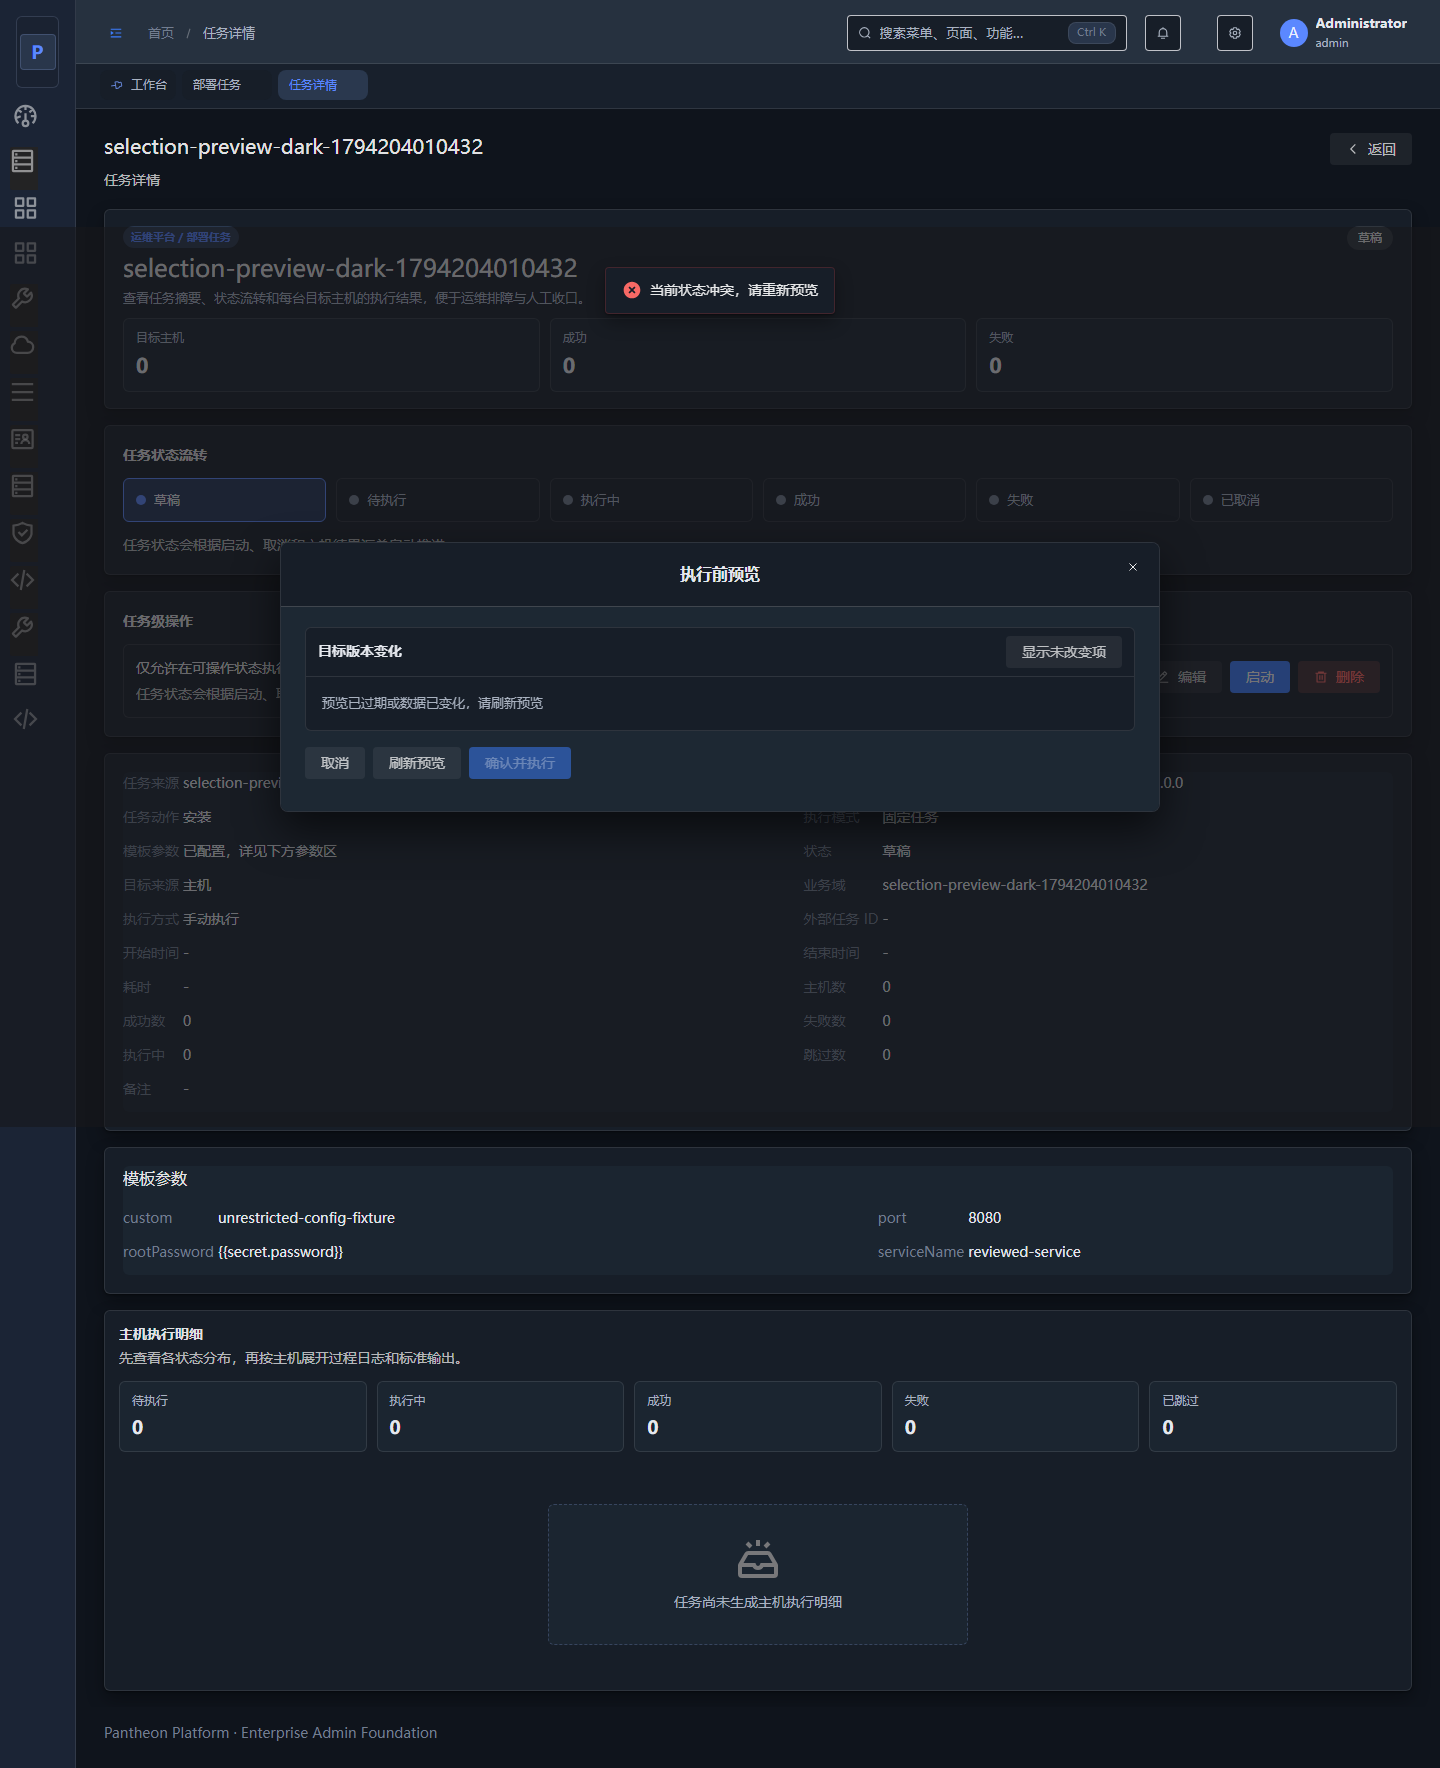 P
首页 / 任务详情
搜索菜单、页面、功能...
Ctrl K
A
Administrator
admin
工作台
部署任务
任务详情
selection-preview-dark-1794204010432
返回
任务详情
运维平台 / 部署任务
草稿
selection-preview-dark-1794204010432
查看任务摘要、状态流转和每台目标主机的执行结果，便于运维排障与人工收口。
当前状态冲突，请重新预览
目标主机
0
成功
0
失败
0
任务状态流转
草稿
待执行
执行中
成功
失败
已取消
任务状态会根据启动、取
执行前预览
任务级操作
目标版本变化
显示未改变项
仅允许在可操作状态执
编辑
启动
删除
任务状态会根据启动、
预览已过期或数据已变化，请刷新预览
取消
刷新预览
确认并执行
任务来源 selection-previ
.0.0
任务动作 安装
执行模式 固定任务
模板参数 已配置，详见下方参数区
状态 草稿
目标来源 主机
业务域 selection-preview-dark-1794204010432
执行方式 手动执行
外部任务 ID -
开始时间 -
结束时间 -
耗时 -
主机数 0
成功数 0
失败数 0
执行中 0
跳过数 0
备注 -
模板参数
custom unrestricted-config-fixture
port 8080
rootPassword {{secret.password}}
serviceName reviewed-service
主机执行明细
先查看各状态分布，再按主机展开过程日志和标准输出。
待执行
0
执行中
0
成功
0
失败
0
已跳过
0
任务尚未生成主机执行明细
Pantheon Platform · Enterprise Admin Foundation